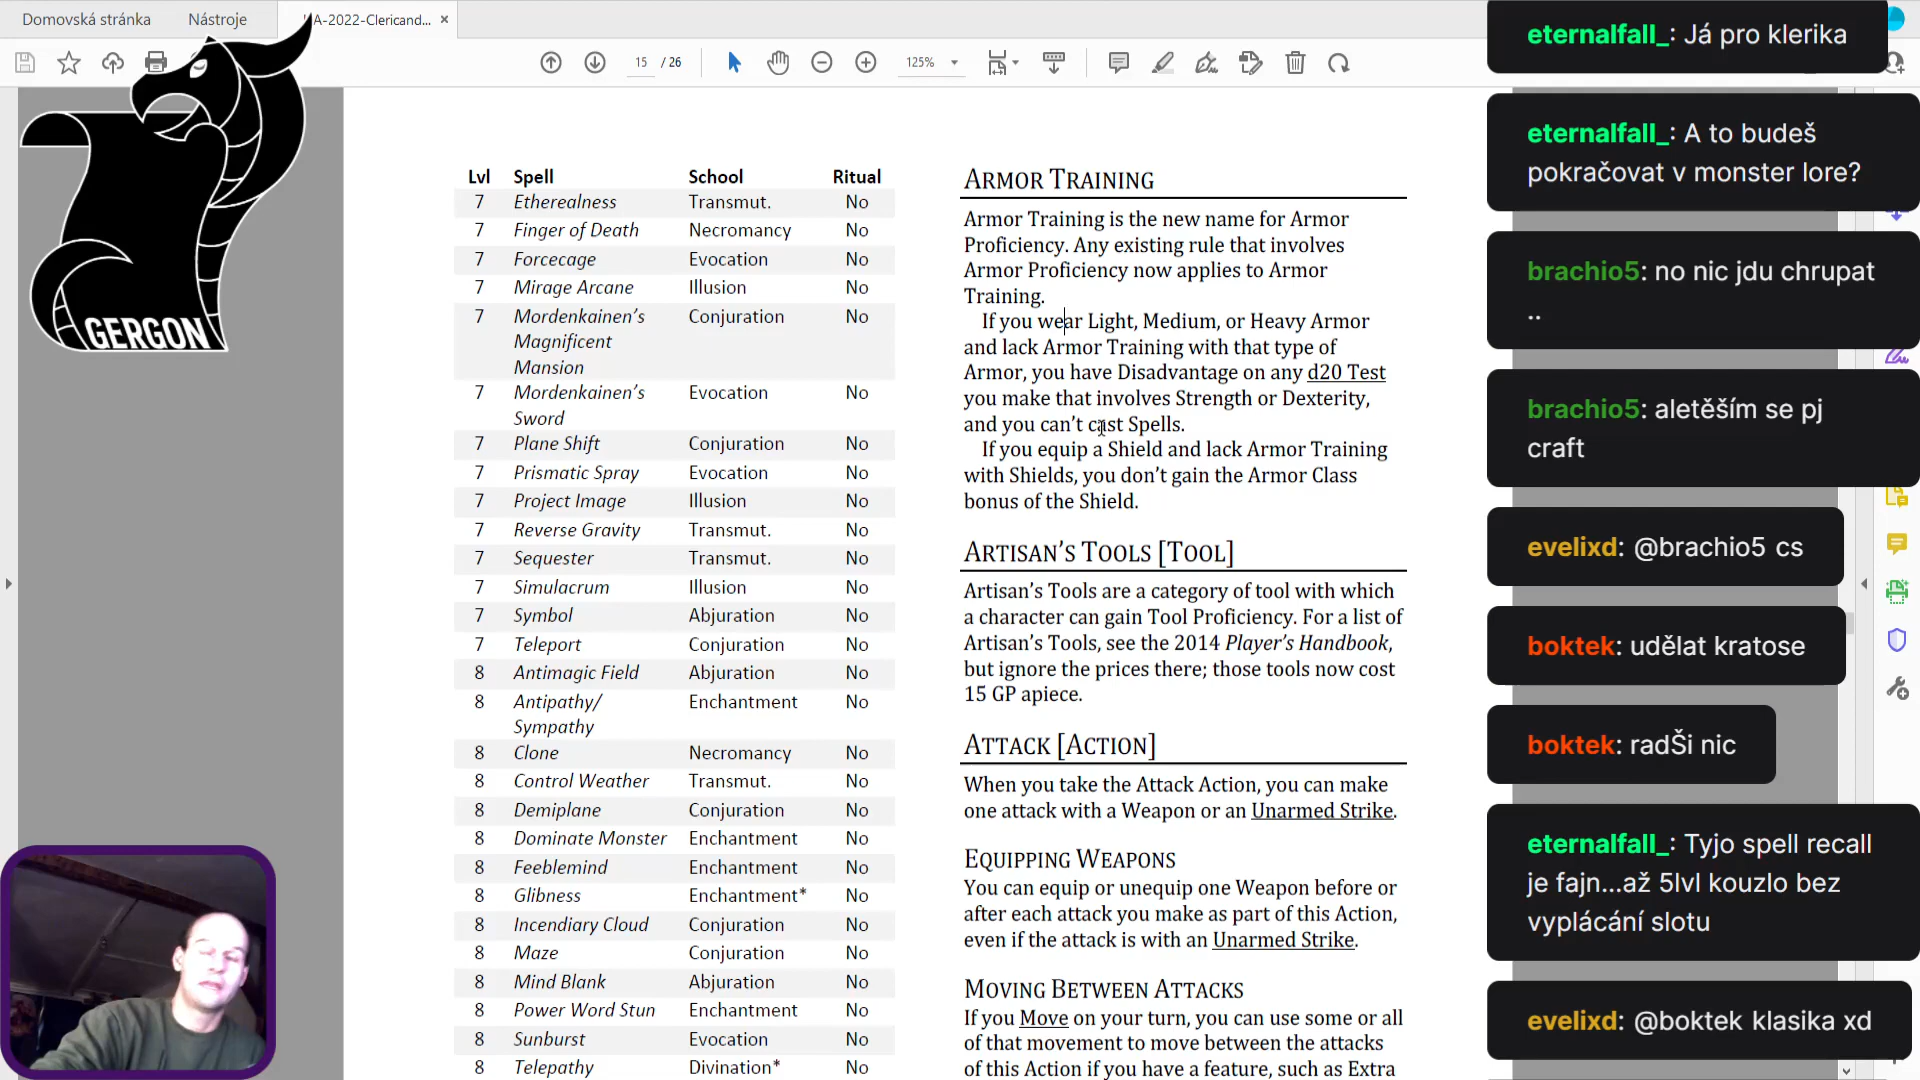 Domovská stránka
Nástroje
A-2022-Clericand...
15 / 26
125%
GERGON
Lvl Spell School Ritual
7 Etherealness Transmut. No
7 Finger of Death Necromancy No
7 Forcecage Evocation No
7 Mirage Arcane Illusion No
7 Mordenkainen’s Conjuration No
Magnificent
Mansion
7 Mordenkainen’s Evocation No
Sword
7 Plane Shift Conjuration No
7 Prismatic Spray Evocation No
7 Project Image Illusion No
7 Reverse Gravity Transmut. No
7 Sequester Transmut. No
7 Simulacrum Illusion No
7 Symbol Abjuration No
7 Teleport Conjuration No
8 Antimagic Field Abjuration No
8 Antipathy/ Enchantment No
Sympathy
8 Clone Necromancy No
8 Control Weather Transmut. No
8 Demiplane Conjuration No
8 Dominate Monster Enchantment No
8 Feeblemind Enchantment No
8 Glibness Enchantment* No
8 Incendiary Cloud Conjuration No
8 Maze Conjuration No
8 Mind Blank Abjuration No
8 Power Word Stun Enchantment No
8 Sunburst Evocation No
8 Telepathy Divination* No
ARMOR TRAINING
Armor Training is the new name for Armor
Proficiency. Any existing rule that involves
Armor Proficiency now applies to Armor
Training.
If you wear Light, Medium, or Heavy Armor
and lack Armor Training with that type of
Armor, you have Disadvantage on any d20 Test
you make that involves Strength or Dexterity,
and you can’t cast Spells.
If you equip a Shield and lack Armor Training
with Shields, you don’t gain the Armor Class
bonus of the Shield.
ARTISAN’S TOOLS [TOOL]
Artisan’s Tools are a category of tool with which
a character can gain Tool Proficiency. For a list of
Artisan’s Tools, see the 2014 Player’s Handbook,
but ignore the prices there; those tools now cost
15 GP apiece.
ATTACK [ACTION]
When you take the Attack Action, you can make
one attack with a Weapon or an Unarmed Strike.
EQUIPPING WEAPONS
You can equip or unequip one Weapon before or
after each attack you make as part of this Action,
even if the attack is with an Unarmed Strike.
MOVING BETWEEN ATTACKS
If you Move on your turn, you can use some or all
of that movement to move between the attacks
of this Action if you have a feature, such as Extra
eternalfall_: Já pro klerika
eternalfall_: A to budeš
pokračovat v monster lore?
brachio5: no nic jdu chrupat
..
brachio5: aletěším se pj
craft
evelixd: @brachio5 cs
boktek: udělat kratose
boktek: radŠi nic
eternalfall_: Tyjo spell recall
je fajn...až 5lvl kouzlo bez
vyplácání slotu
evelixd: @boktek klasika xd